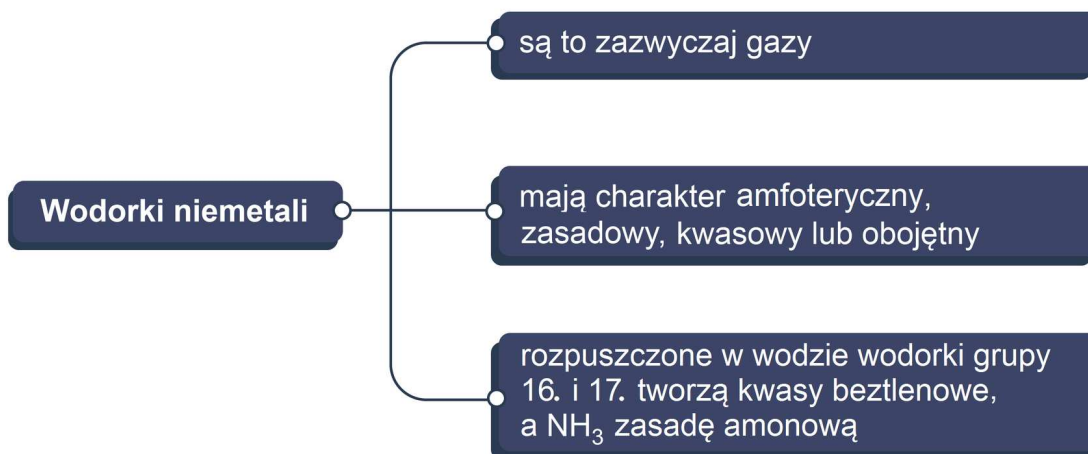 są to zazwyczaj gazy
Wodorki niemetali
mają charakter amfoteryczny,
zasadowy, kwasowy lub obojętny
rozpuszczone w wodzie wodorki grupy
16. i 17. tworzą kwasy beztlenowe,
a NH₃ zasadę amonową